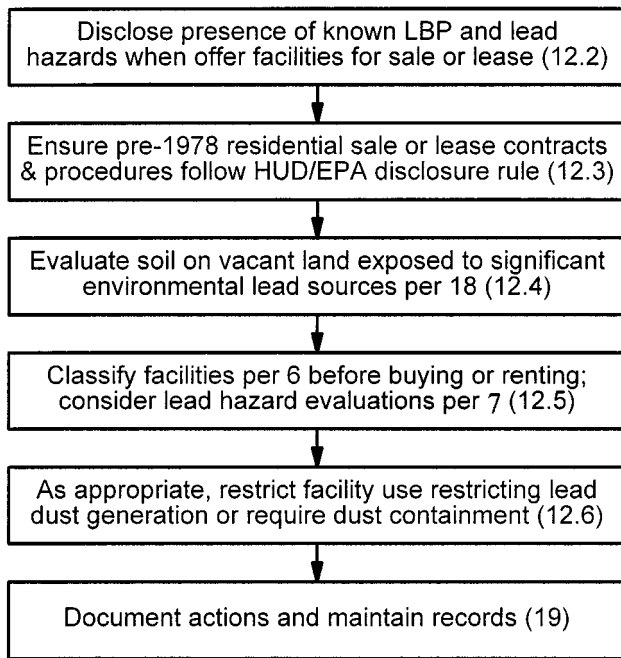 Disclose presence of known LBP and lead
hazards when offer facilities for sale or lease (12.2)
Ensure pre-1978 residential sale or lease contracts
& procedures follow HUD/EPA disclosure rule (12.3)
Evaluate soil on vacant land exposed to significant
environmental lead sources per 18 (12.4)
Classify facilities per 6 before buying or renting;
consider lead hazard evaluations per 7 (12.5)
As appropriate, restrict facility use restricting lead
dust generation or require dust containment (12.6)
Document actions and maintain records (19)